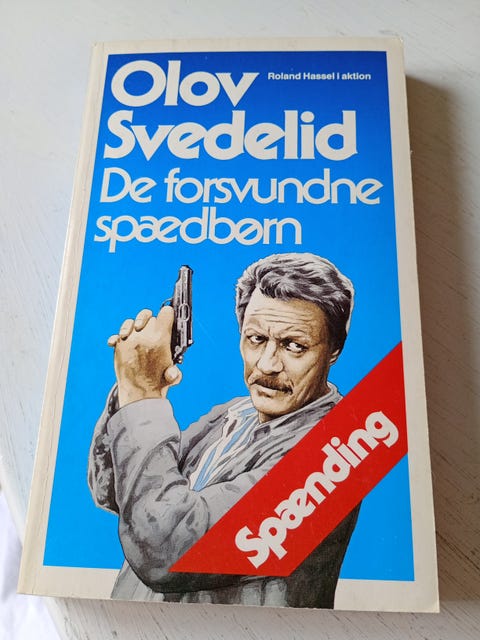 Olov
Roland Hassel i aktion
Svedelid
De forsvundne
spædbørn
Spænding